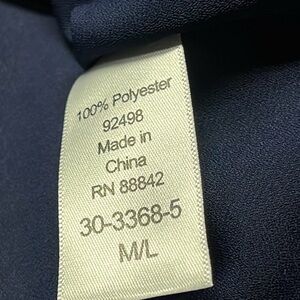 100% Polyester
92498
Made in
China
RN 88842
30-3368-5
M/L